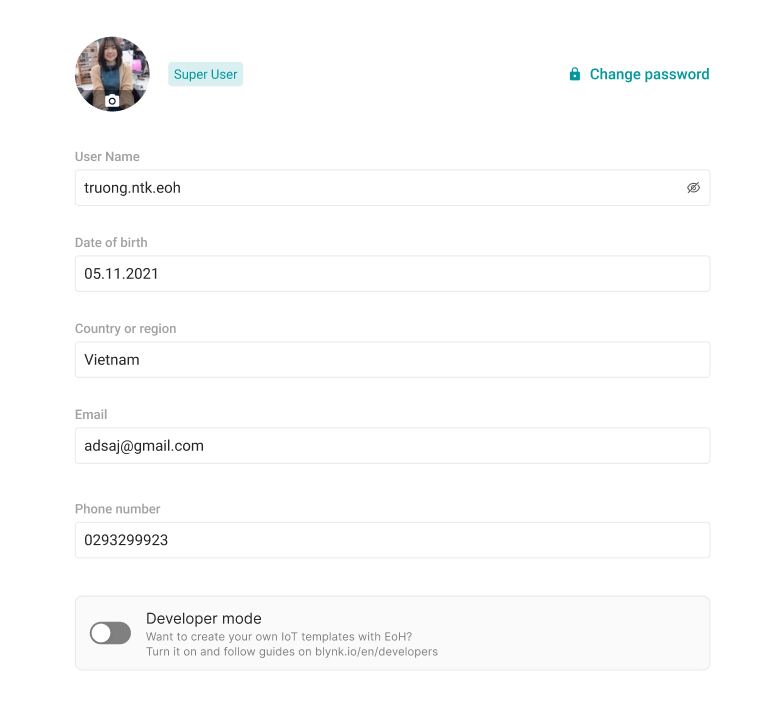 Super User
Change password
User Name
truong.ntk.eoh
Date of birth
05.11.2021
Country or region
Vietnam
Email
adsaj@gmail.com
Phone number
0293299923
Developer mode
Want to create your own IoT templates with EoH?
Turn it on and follow guides on blynk.io/en/developers